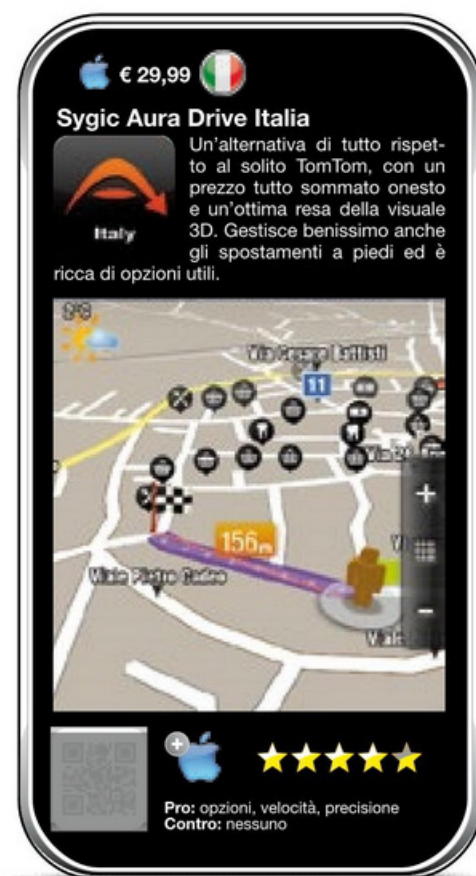 € 29,99
Sygic Aura Drive Italia
Un'alternativa di tutto rispet-
to al solito TomTom, con un
prezzo tutto sommato onesto
e un'ottima resa della visuale
3D. Gestisce benissimo anche
gli spostamenti a piedi ed è
ricca di opzioni utili.
Italy
Via Cesare Battisti
11
156m
Viale Pietro Cadeo
Viale
+
−
Pro: opzioni, velocità, precisione
Contro: nessuno